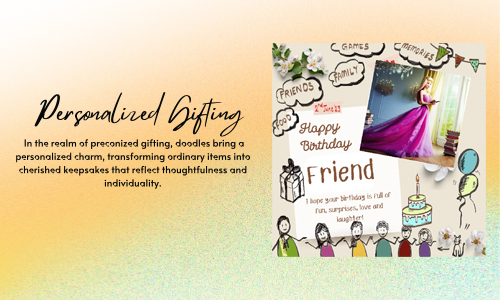 Personalized Gifting
In the realm of preconized gifting, doodles bring a
personalized charm, transforming ordinary items into
cherished keepsakes that reflect thoughtfulness and
individuality.
GAMES
MEMORIES
FAMILY
FRIENDS
FOOD
Happy
Birthday
Friend
I hope your birthday is full of
fun, surprises, love and
laughter!